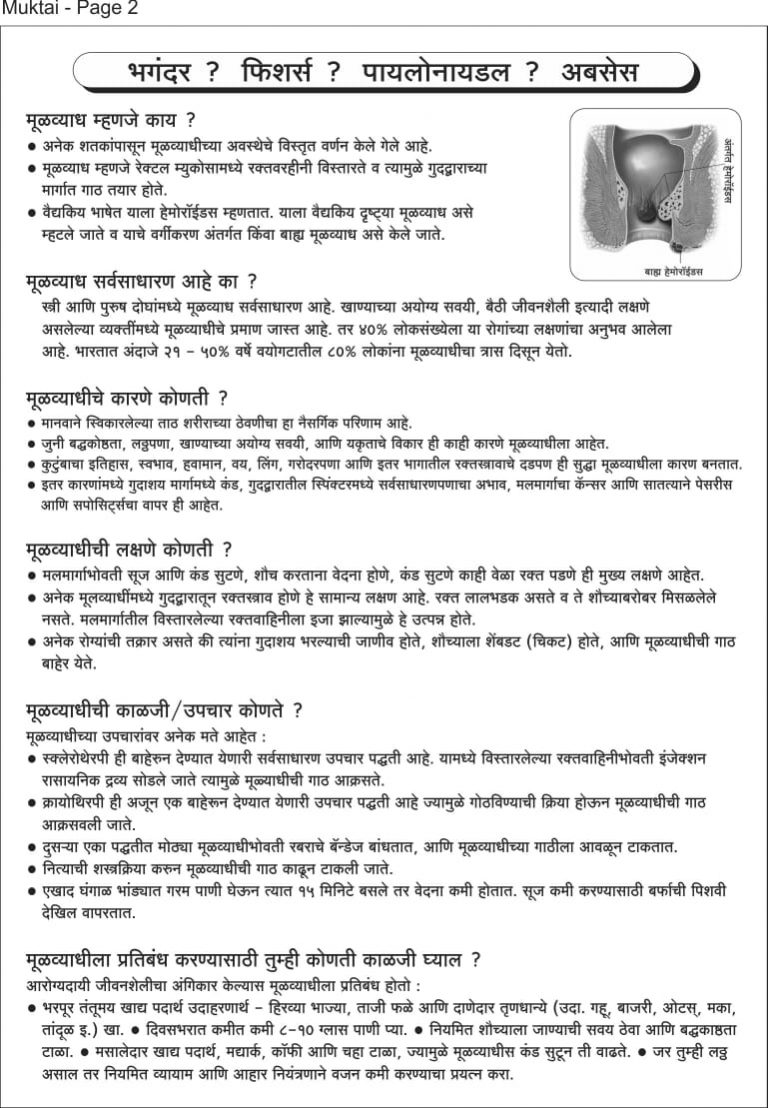 Muktai - Page 2
भगंदर ? फिशर्स ? पायलोनायडल ? अबसेस
मूळव्याध म्हणजे काय ?
● अनेक शतकांपासून मूळव्याधीच्या अवस्थेचे विस्तृत वर्णन केले गेले आहे.
● मूळव्याध म्हणजे रेक्टल म्युकोसामध्ये रक्तवरहीनी विस्तारते व त्यामुळे गुदद्वाराच्या
मार्गात गाठ तयार होते.
● वैद्यकिय भाषेत याला हेमोरॉईडस म्हणतात. याला वैद्यकिय दृष्ट्या मूळव्याध असे
म्हटले जाते व याचे वर्गीकरण अंतर्गत किंवा बाह्य मूळव्याध असे केले जाते.
अंतर्गत हेमोरॉईडस
बाह्य हेमोरॉईडस
मूळव्याध सर्वसाधारण आहे का ?
स्त्री आणि पुरुष दोघांमध्ये मूळव्याध सर्वसाधारण आहे. खाण्याच्या अयोग्य सवयी, बैठी जीवनशैली इत्यादी लक्षणे
असलेल्या व्यक्तींमध्ये मूळव्याधीचे प्रमाण जास्त आहे. तर ४०% लोकसंख्येला या रोगांच्या लक्षणांचा अनुभव आलेला
आहे. भारतात अंदाजे २१ - ५०% वर्षे वयोगटातील ८०% लोकांना मूळव्याधीचा त्रास दिसून येतो.
मूळव्याधीचे कारणे कोणती ?
● मानवाने स्विकारलेल्या ताठ शरीराच्या ठेवणीचा हा नैसर्गिक परिणाम आहे.
● जुनी बद्धकोष्ठता, लठ्ठपणा, खाण्याच्या अयोग्य सवयी, आणि यकृताचे विकार ही काही कारणे मूळव्याधीला आहेत.
● कुटुंबाचा इतिहास, स्वभाव, हवामान, वय, लिंग, गरोदरपणा आणि इतर भागातील रक्तस्त्रावाचे दडपण ही सुद्धा मूळव्याधीला कारण बनतात.
● इतर कारणांमध्ये गुदाशय मार्गामध्ये कंड, गुदद्वारातील स्पिंक्टरमध्ये सर्वसाधारणपणाचा अभाव, मलमार्गाचा कॅन्सर आणि सातत्याने पेसरीस
आणि सपोसिट्र्सचा वापर ही आहेत.
मूळव्याधीची लक्षणे कोणती ?
● मलमार्गाभोवती सूज आणि कंड सुटणे, शौच करताना वेदना होणे, कंड सुटणे काही वेळा रक्त पडणे ही मुख्य लक्षणे आहेत.
● अनेक मूलव्याधींमध्ये गुदद्वारातून रक्तस्त्राव होणे हे सामान्य लक्षण आहे. रक्त लालभडक असते व ते शौच्याबरोबर मिसळलेले
नसते. मलमार्गातील विस्तारलेल्या रक्तवाहिनीला इजा झाल्यामुळे हे उत्पन्न होते.
● अनेक रोग्यांची तक्रार असते की त्यांना गुदाशय भरल्याची जाणीव होते, शौच्याला शेंबडट (चिकट) होते, आणि मूळव्याधीची गाठ
बाहेर येते.
मूळव्याधीची काळजी/उपचार कोणते ?
मूळव्याधीच्या उपचारांवर अनेक मते आहेत :
● स्क्लेरोथेरपी ही बाहेरुन देण्यात येणारी सर्वसाधारण उपचार पद्धती आहे. यामध्ये विस्तारलेल्या रक्तवाहिनीभोवती इंजेक्शन
रासायनिक द्रव्य सोडले जाते त्यामुळे मूळ्याधीची गाठ आक्रसते.
● क्रायोथिरपी ही अजून एक बाहेरून देण्यात येणारी उपचार पद्धती आहे ज्यामुळे गोठविण्याची क्रिया होऊन मूळव्याधीची गाठ
आक्रसवली जाते.
● दुसऱ्या एका पद्धतीत मोठ्या मूळव्याधीभोवती रबराचे बॅन्डेज बांधतात, आणि मूळव्याधीच्या गाठीला आवळून टाकतात.
● नित्याची शस्त्रक्रिया करुन मूळव्याधीची गाठ काढून टाकली जाते.
● एखाद घंगाळ भांड्यात गरम पाणी घेऊन त्यात १५ मिनिटे बसले तर वेदना कमी होतात. सूज कमी करण्यासाठी बर्फाची पिशवी
देखिल वापरतात.
मूळव्याधीला प्रतिबंध करण्यासाठी तुम्ही कोणती काळजी घ्याल ?
आरोग्यदायी जीवनशेलीचा अंगिकार केल्यास मूळव्याधीला प्रतिबंध होतो :
● भरपूर तंतूमय खाद्य पदार्थ उदाहरणार्थ - हिरव्या भाज्या, ताजी फळे आणि दाणेदार तृणधान्ये (उदा. गहू, बाजरी, ओटस्, मका,
तांदूळ इ.) खा. ● दिवसभरात कमीत कमी ८-१० ग्लास पाणी प्या. ● नियमित शौच्याला जाण्याची सवय ठेवा आणि बद्धकाष्ठता
टाळा. ● मसालेदार खाद्य पदार्थ, मद्यार्क, कॉफी आणि चहा टाळा, ज्यामुळे मूळव्याधीस कंड सुटून ती वाढते. ● जर तुम्ही लठ्ठ
असाल तर नियमित व्यायाम आणि आहार नियंत्रणाने वजन कमी करण्याचा प्रयत्न करा.